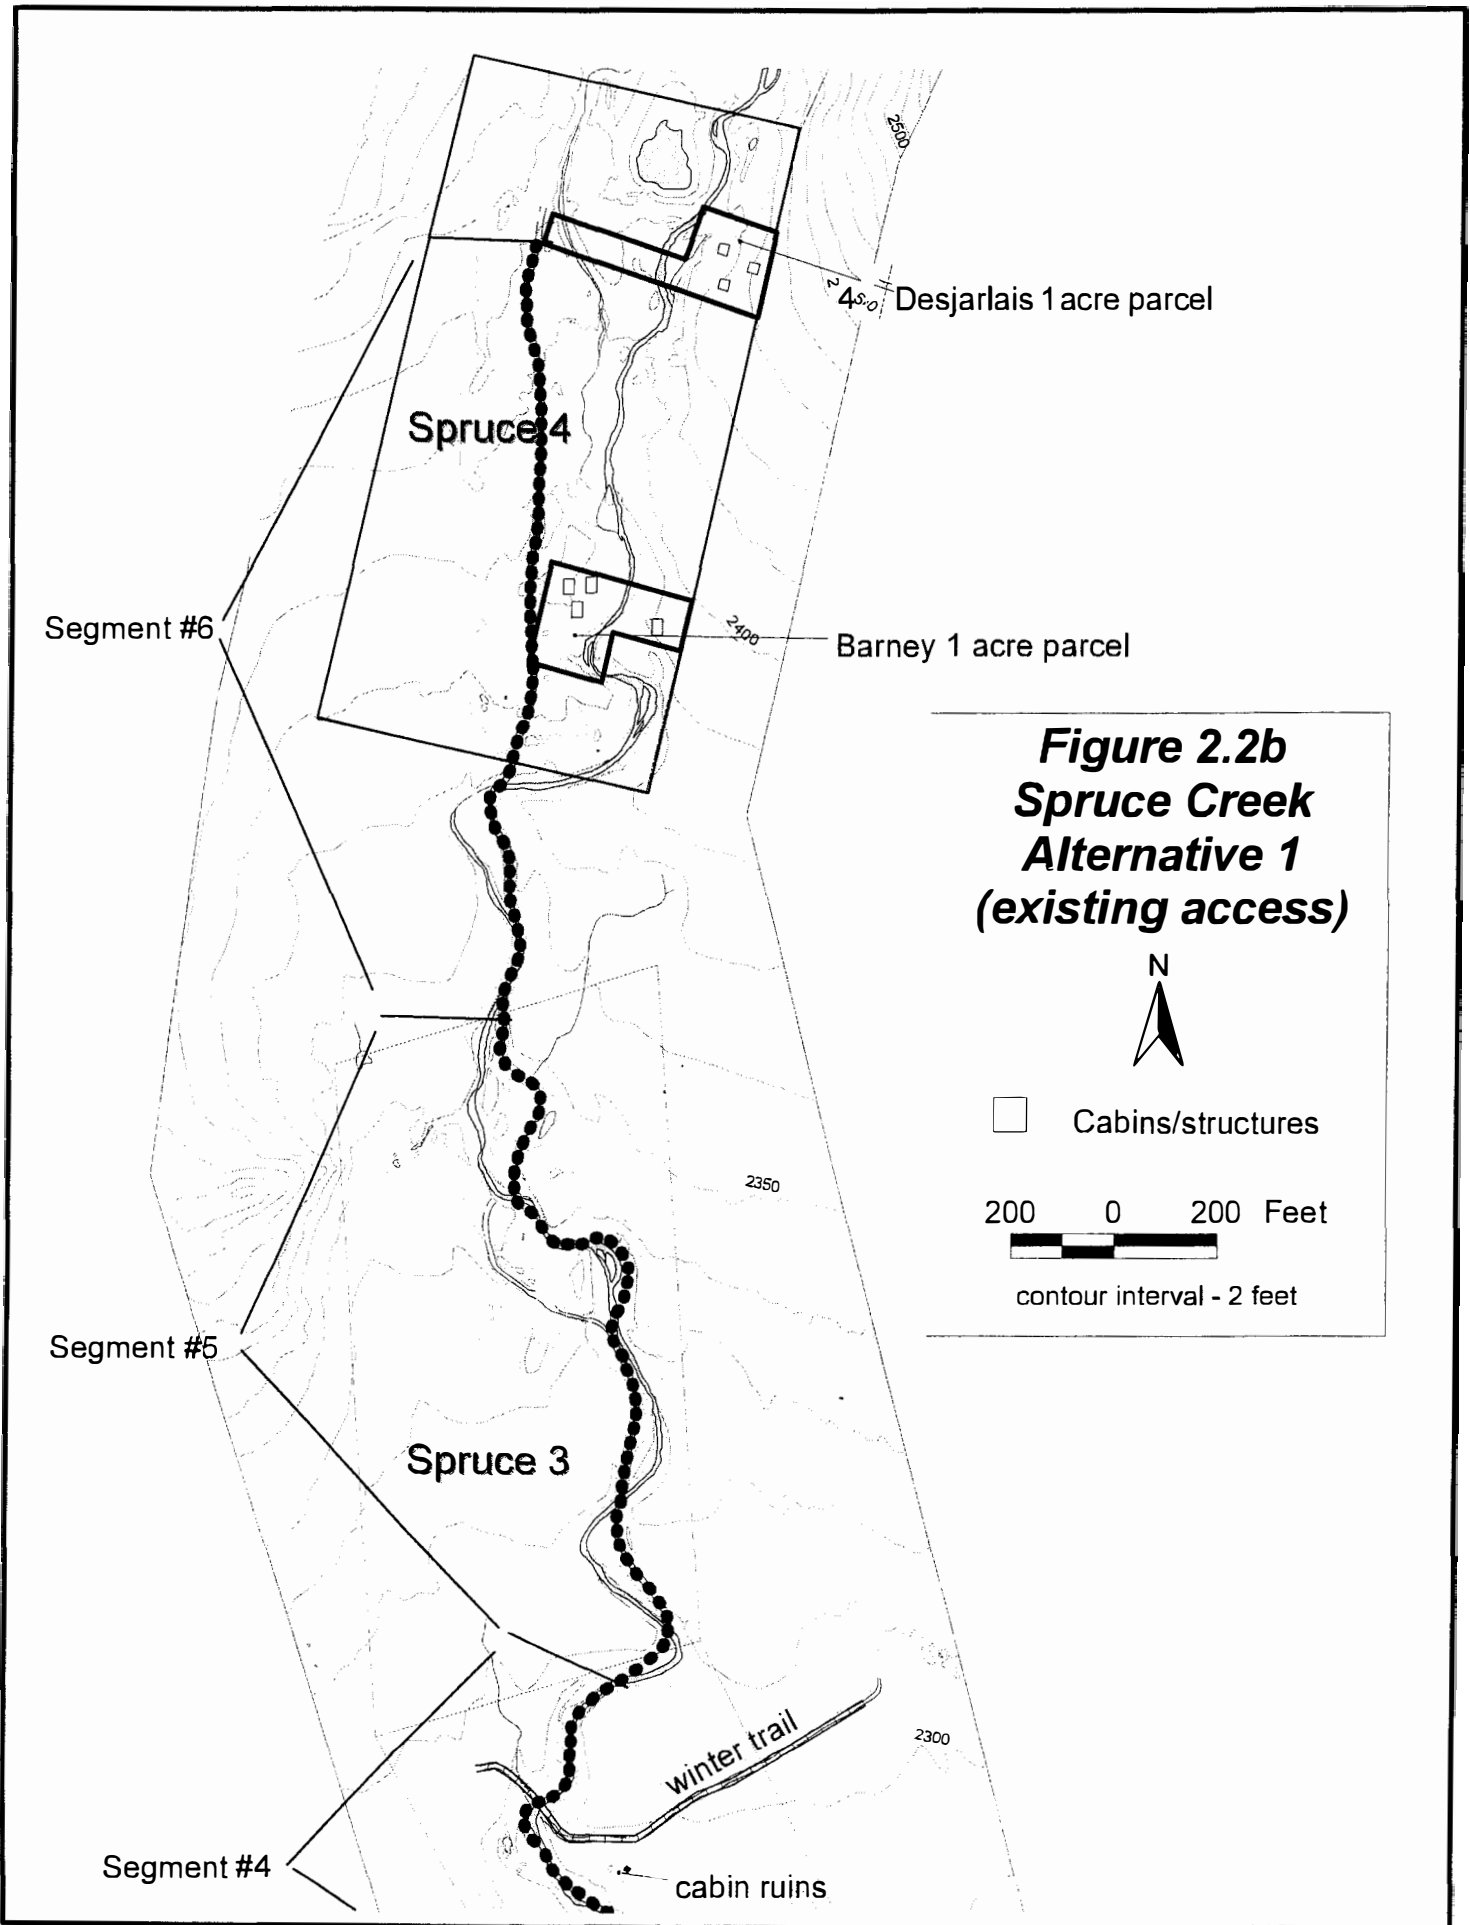 2500
2450
Desjarlais 1 acre parcel
Spruce 4
Segment #6
2400
Barney 1 acre parcel
Figure 2.2b
Spruce Creek
Alternative 1
(existing access)
N
Cabins/structures
200 0 200 Feet
contour interval - 2 feet
2350
Segment #5
Spruce 3
winter trail
2300
Segment #4
cabin ruins